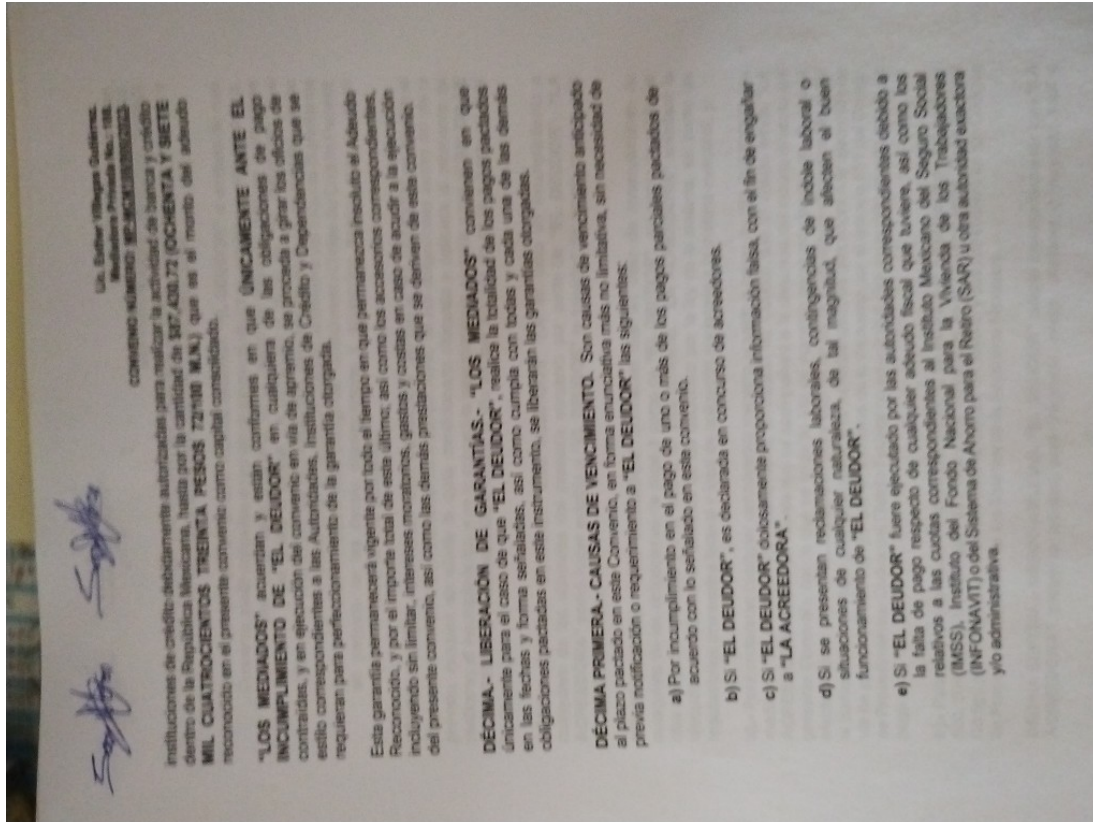 Lic. Esther Villegas Gutiérrez.
Mediadora Privada No.: 188.
CONVENIO NÚMERO:
instituciones de crédito debidamente autorizadas para realizar la actividad de banca y crédito
dentro de la República Mexicana, hasta por la cantidad de $87,430.72 (OCHENTA Y SIETE
MIL CUATROCIENTOS TREINTA PESOS 72/100 M.N.) que es el monto del adeudo
reconocido en el presente convenio como capital consolidado.
"LOS MEDIADOS" acuerdan y están conformes en que ÚNICAMENTE ANTE EL
INCUMPLIMIENTO DE "EL DEUDOR" en cualquiera de las obligaciones de pago
contraídas, y en ejecución del convenio en vía de apremio, se proceda a girar los oficios de
estilo correspondientes a las Autoridades, Instituciones de Crédito y Dependencias que se
requieran para perfeccionamiento de la garantía otorgada.
Esta garantía permanecerá vigente por todo el tiempo en que permanezca insoluto el Adeudo
Reconocido, y por el importe total de este último; así como los accesorios correspondientes,
incluyendo sin limitar, intereses moratorios, gastos y costas en caso de acudir a la ejecución
del presente convenio, así como las demás prestaciones que se deriven de este convenio.
DÉCIMA.- LIBERACIÓN DE GARANTÍAS.- "LOS MEDIADOS" convienen en que
únicamente para el caso de que "EL DEUDOR", realice la totalidad de los pagos pactados
en las fechas y forma señaladas, así como cumpla con todas y cada una de las demás
obligaciones pactadas en este instrumento, se liberarán las garantías otorgadas.
DÉCIMA PRIMERA.- CAUSAS DE VENCIMIENTO. Son causas de vencimiento anticipado
al plazo pactado en este Convenio, en forma enunciativa más no limitativa, sin necesidad de
previa notificación o requerimiento a "EL DEUDOR" las siguientes:
a) Por incumplimiento en el pago de uno o más de los pagos parciales pactados de
acuerdo con lo señalado en este convenio.
b) Si "EL DEUDOR", es declarada en concurso de acreedores.
c) Si "EL DEUDOR" dolosamente proporciona información falsa, con el fin de engañar
a "LA ACREEDORA".
d) Si se presentan reclamaciones laborales, contingencias de índole laboral o
situaciones de cualquier naturaleza, de tal magnitud, que afecten el buen
funcionamiento de "EL DEUDOR".
e) Si "EL DEUDOR" fuere ejecutado por las autoridades correspondientes debido a
la falta de pago respecto de cualquier adeudo fiscal que tuviere, así como los
relativos a las cuotas correspondientes al Instituto Mexicano del Seguro Social
(IMSS), Instituto del Fondo Nacional para la Vivienda de los Trabajadores
(INFONAVIT) o del Sistema de Ahorro para el Retiro (SAR) u otra autoridad exactora
y/o administrativa.